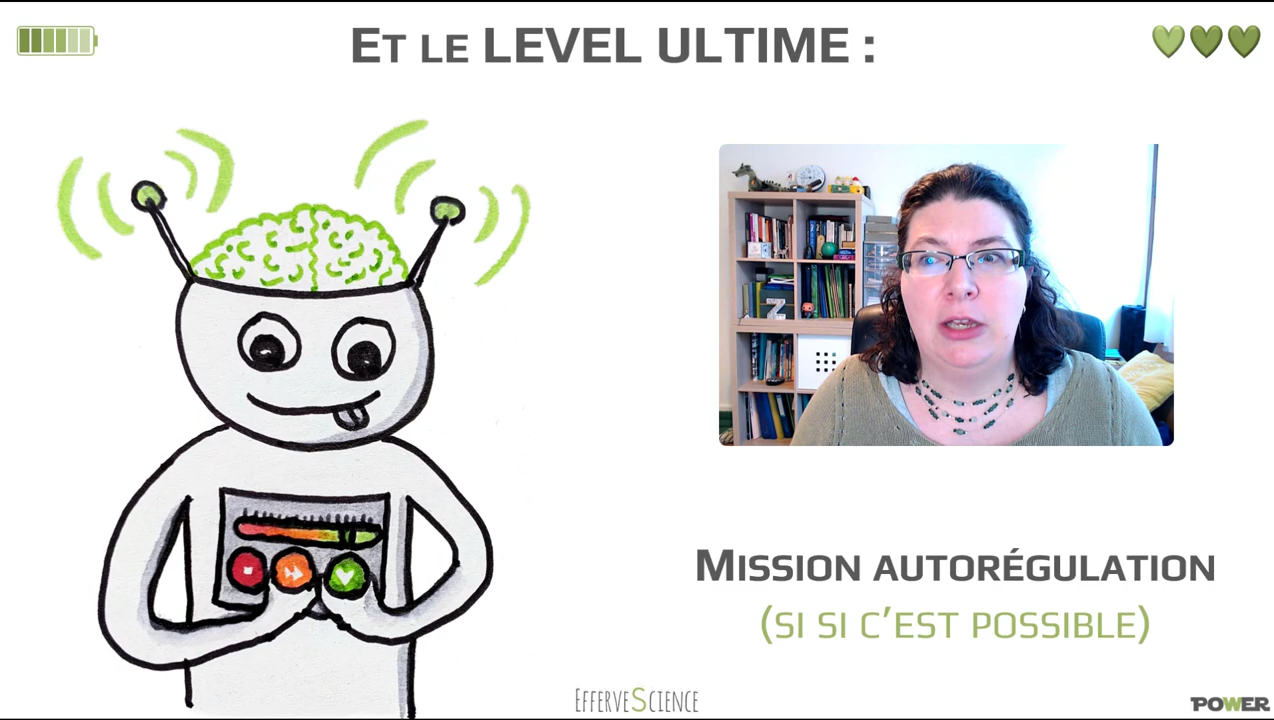 Et le LEVEL ULTIME :
Mission autorégulation
(si si c’est possible)
EfferveScience
POWER